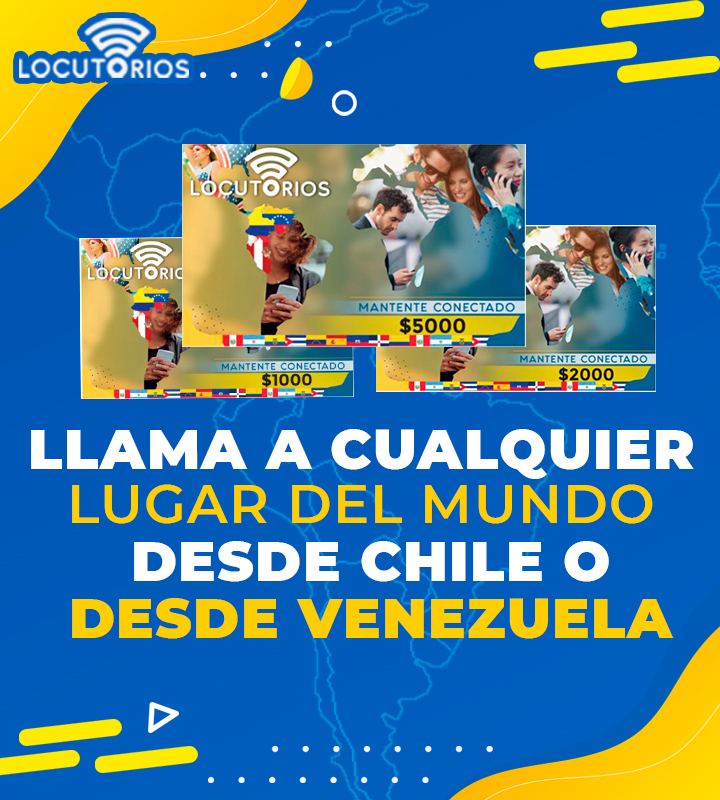 LOCUTORIOS
LOCUTORIOS
MANTENTE CONECTADO
$5000
LOCUTORIO
MANTENTE CONECTADO
$1000
MANTENTE CONECTADO
$2000
LLAMA A CUALQUIER
LUGAR DEL MUNDO
DESDE CHILE O
DESDE VENEZUELA